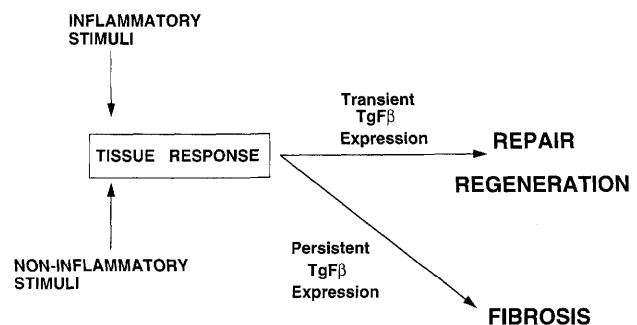 INFLAMMATORY
STIMULI
Transient
TgFβ
Expression
REPAIR
TISSUE RESPONSE
REGENERATION
Persistent
TgFβ
Expression
NON-INFLAMMATORY
STIMULI
FIBROSIS